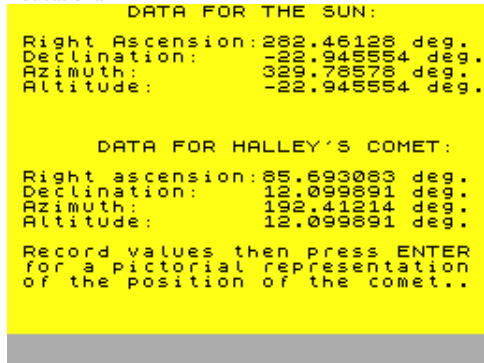 DATA FOR THE SUN:
Right Ascension:282.46128 deg.
Declination: -22.945554 deg.
Azimuth: 329.78578 deg.
Altitude: -22.945554 deg.
DATA FOR HALLEY'S COMET:
Right ascension:85.693083 deg.
Declination: 12.099891 deg.
Azimuth: 192.41214 deg.
Altitude: 12.099891 deg.
Record values then press ENTER
for a pictorial representation
of the position of the comet..